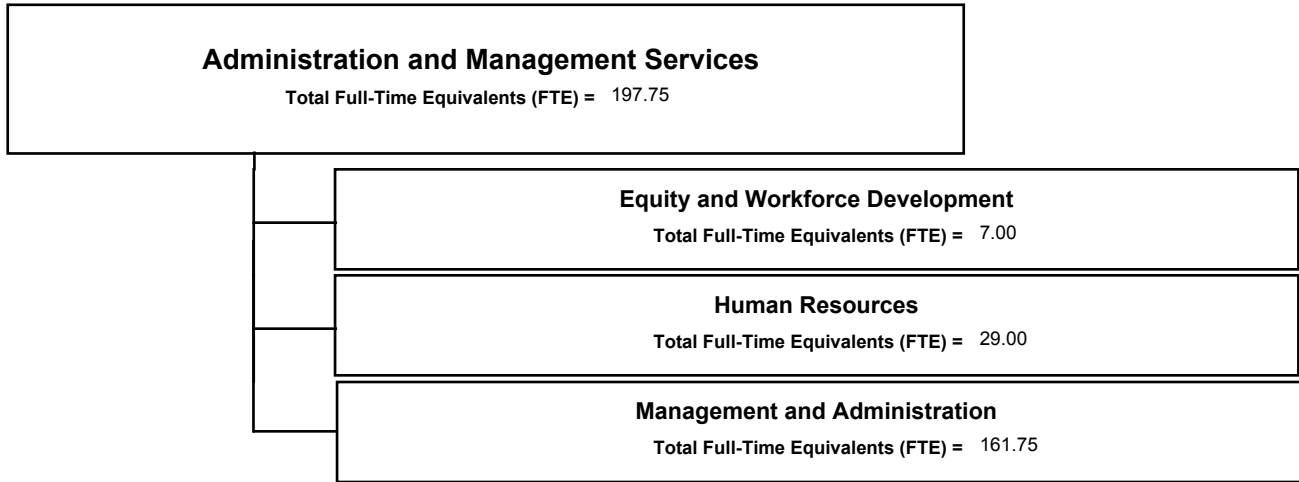 Administration and Management Services
Total Full-Time Equivalents (FTE) = 197.75
Equity and Workforce Development
Total Full-Time Equivalents (FTE) = 7.00
Human Resources
Total Full-Time Equivalents (FTE) = 29.00
Management and Administration
Total Full-Time Equivalents (FTE) = 161.75